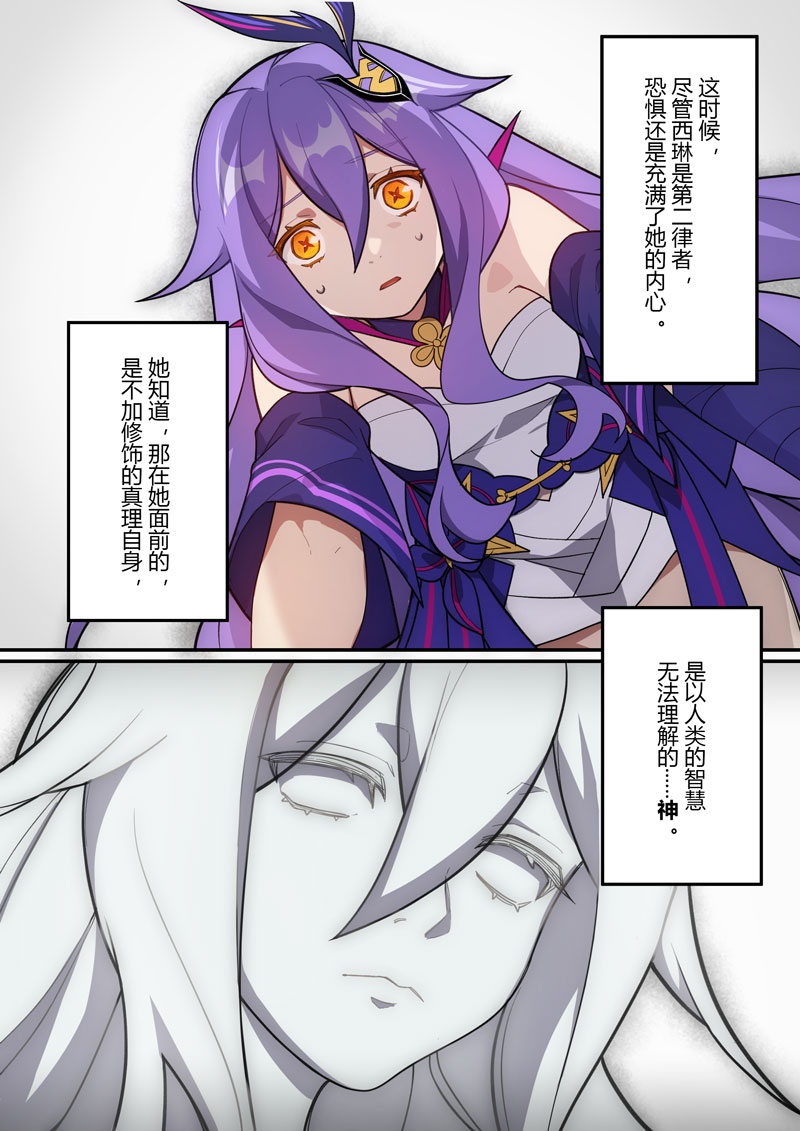 这时候，
尽管西琳是第二律者，
恐惧还是充满了她的内心。
她知道，那在她面前的，
是不加修饰的真理自身，
是以人类的智慧
无法理解的……神。